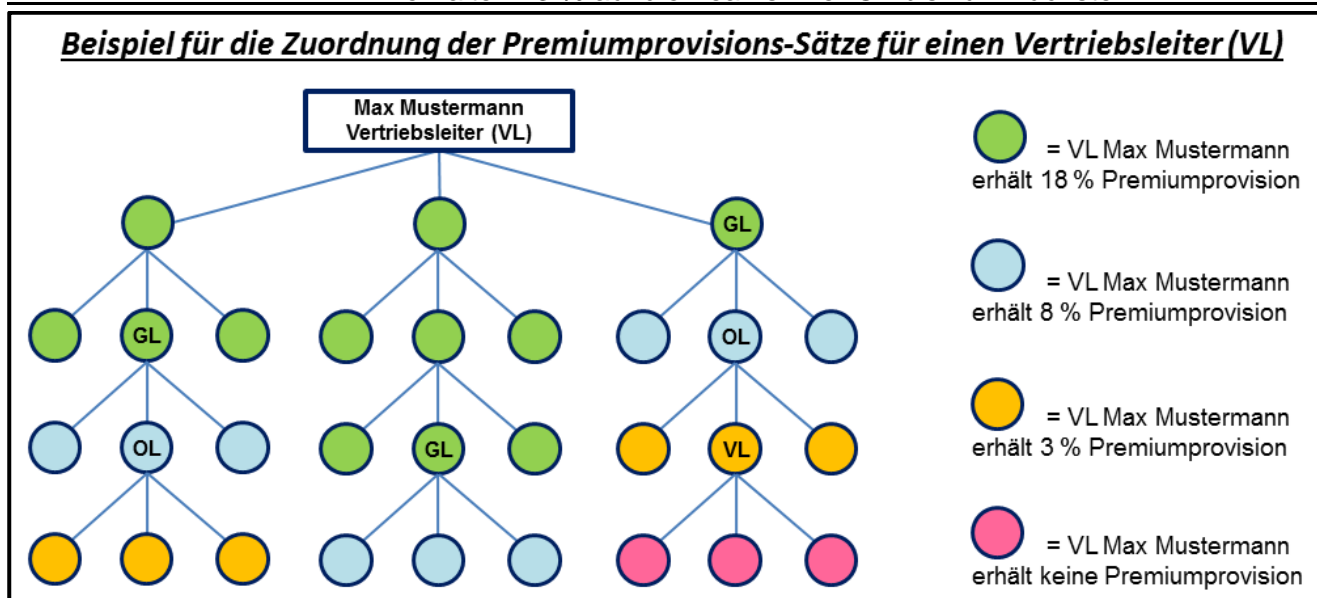 Beispiel für die Zuordnung der Premiumprovisions-Sätze für einen Vertriebsleiter (VL)
Max Mustermann
Vertriebsleiter (VL)
= VL Max Mustermann
erhält 18 % Premiumprovision
GL
= VL Max Mustermann
erhält 8 % Premiumprovision
GL
OL
= VL Max Mustermann
erhält 3 % Premiumprovision
OL
GL
VL
= VL Max Mustermann
erhält keine Premiumprovision